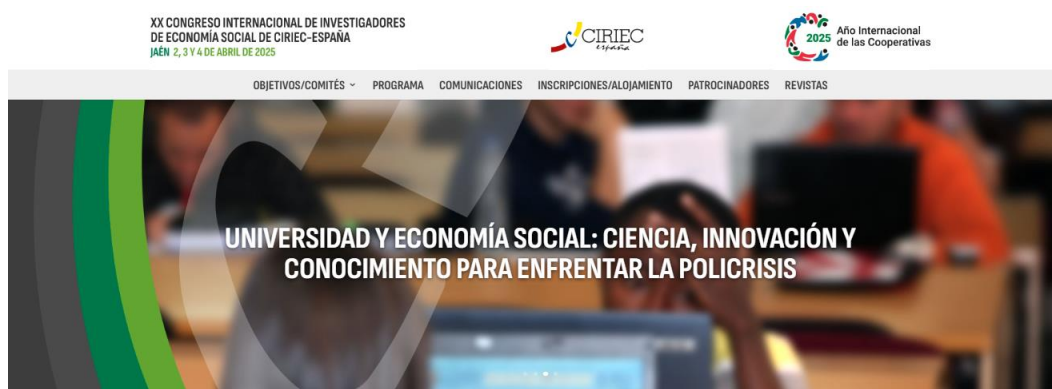 XX CONGRESO INTERNACIONAL DE INVESTIGADORES
DE ECONOMÍA SOCIAL DE CIRIEC-ESPAÑA
JAÉN 2, 3 Y 4 DE ABRIL DE 2025
CIRIEC
españa
2025
Año Internacional
de las Cooperativas
OBJETIVOS/COMITÉS PROGRAMA COMUNICACIONES INSCRIPCIONES/ALOJAMIENTO PATROCINADORES REVISTAS
UNIVERSIDAD Y ECONOMÍA SOCIAL: CIENCIA, INNOVACIÓN Y
CONOCIMIENTO PARA ENFRENTAR LA POLICRISIS